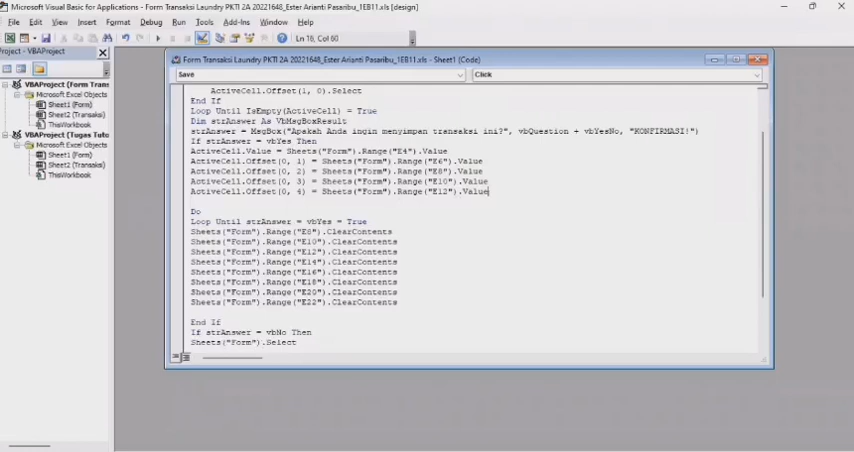 Microsoft Visual Basic for Applications - Form Transaksi Laundry PKTI 2A 20221648_Ester Arianti Pasaribu_1EB11.xls [design]
File Edit View Insert Format Debug Run Tools Add-Ins Window Help
Ln 16, Col 60
Project - VBAProject
VBAProject (Form Trans
Microsoft Excel Objects
Sheet1 (Form)
Sheet2 (Transaksi)
ThisWorkbook
VBAProject (Tugas Tuto
Microsoft Excel Objects
Sheet1 (Form)
Sheet2 (Transaksi)
ThisWorkbook
Form Transaksi Laundry PKTI 2A 20221648_Ester Arianti Pasaribu_1EB11.xls - Sheet1 (Code)
Save Click
ActiveCell.Offset(1, 0).Select
End If
Loop Until IsEmpty(ActiveCell) = True
Dim strAnswer As VbMsgBoxResult
strAnswer = MsgBox("Apakah Anda ingin menyimpan transaksi ini?", vbQuestion + vbYesNo, "KONFIRMASI!")
If strAnswer = vbYes Then
ActiveCell.Value = Sheets("Form").Range("E4").Value
ActiveCell.Offset(0, 1) = Sheets("Form").Range("E6").Value
ActiveCell.Offset(0, 2) = Sheets("Form").Range("E8").Value
ActiveCell.Offset(0, 3) = Sheets("Form").Range("E10").Value
ActiveCell.Offset(0, 4) = Sheets("Form").Range("E12").Value
Do
Loop Until strAnswer = vbYes = True
Sheets("Form").Range("E8").ClearContents
Sheets("Form").Range("E10").ClearContents
Sheets("Form").Range("E12").ClearContents
Sheets("Form").Range("E14").ClearContents
Sheets("Form").Range("E16").ClearContents
Sheets("Form").Range("E18").ClearContents
Sheets("Form").Range("E20").ClearContents
Sheets("Form").Range("E22").ClearContents
End If
If strAnswer = vbNo Then
Sheets("Form").Select